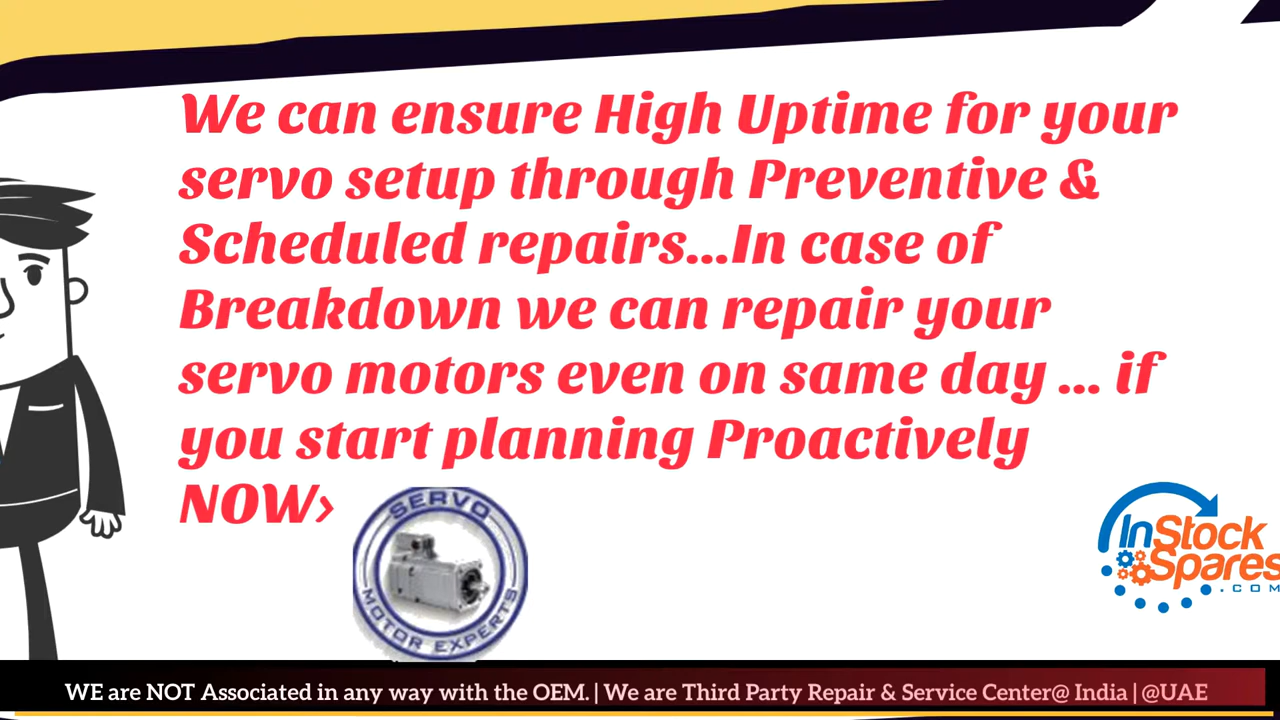 We can ensure High Uptime for your
servo setup through Preventive &
Scheduled repairs...In case of
Breakdown we can repair your
servo motors even on same day ... if
you start planning Proactively
NOW>
SERVO
MOTOR EXPERTS
InStock
Spares
.COM
WE are NOT Associated in any way with the OEM. | We are Third Party Repair & Service Center@ India | @UAE